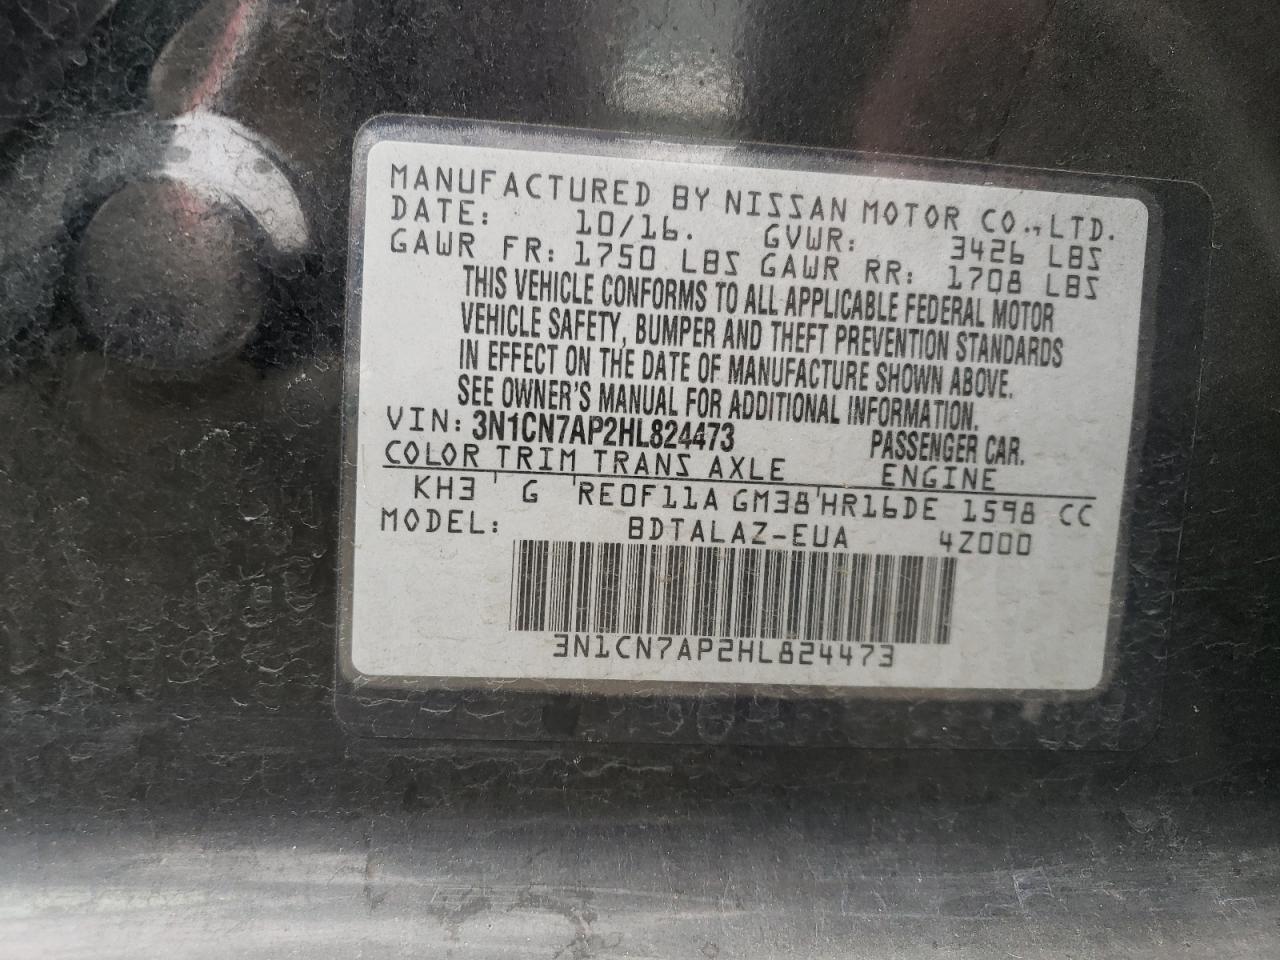 MANUFACTURED BY NISSAN MOTOR CO., LTD.
DATE: 10/16. GVWR: 3426 LBS
GAWR FR: 1750 LBS GAWR RR: 1708 LBS
THIS VEHICLE CONFORMS TO ALL APPLICABLE FEDERAL MOTOR
VEHICLE SAFETY, BUMPER AND THEFT PREVENTION STANDARDS
IN EFFECT ON THE DATE OF MANUFACTURE SHOWN ABOVE.
SEE OWNER'S MANUAL FOR ADDITIONAL INFORMATION.
VIN: 3N1CN7AP2HL824473 PASSENGER CAR.
COLOR TRIM TRANS AXLE ENGINE
KH3 ' G 'RE0F11A GM38'HR16DE 1598 CC
MODEL: BDTALAZ-EUA 4Z000
3N1CN7AP2HL824473